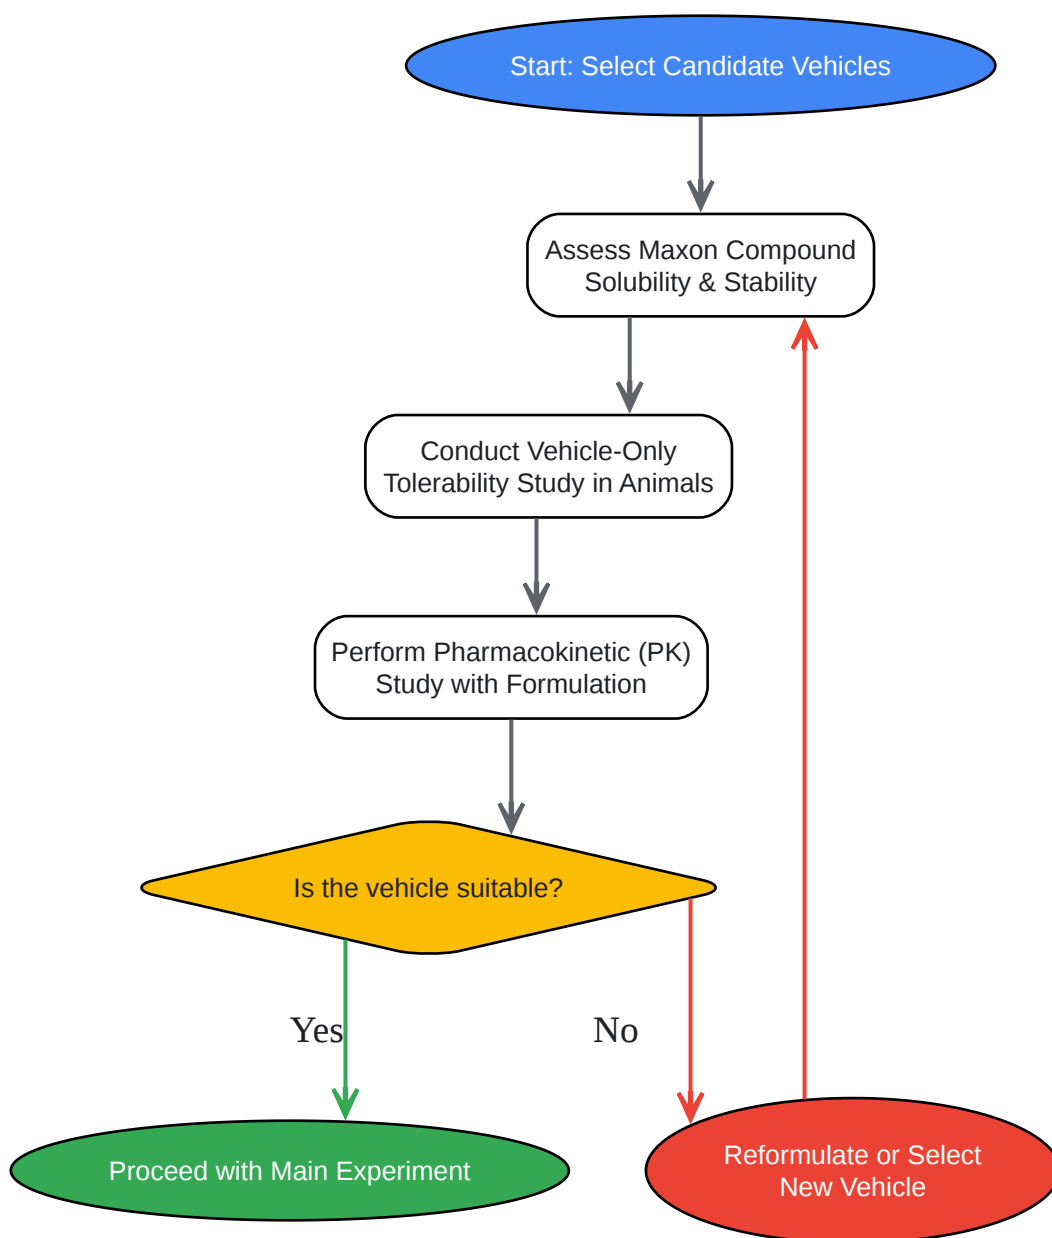 Start: Select Candidate Vehicles
Assess Maxon Compound
Solubility & Stability
Conduct Vehicle-Only
Tolerability Study in Animals
Perform Pharmacokinetic (PK)
Study with Formulation
Is the vehicle suitable?
Yes
No
Proceed with Main Experiment
Reformulate or Select
New Vehicle